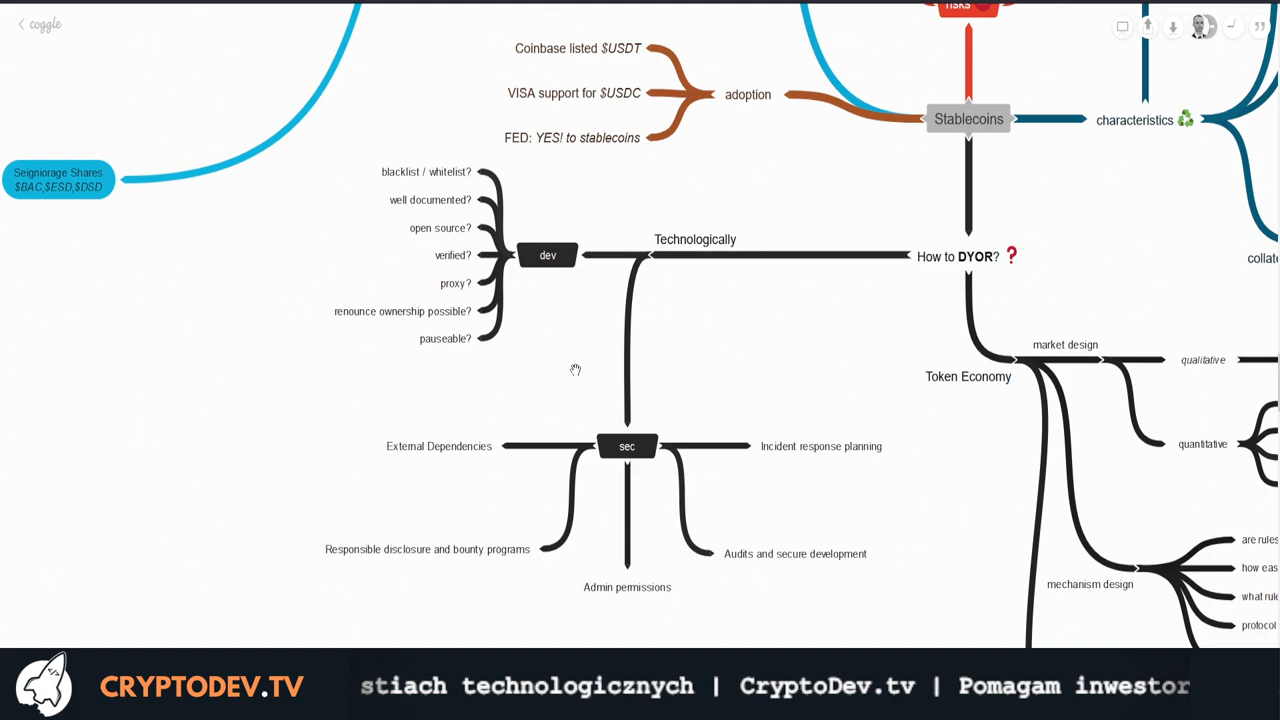 coggle
risks
Coinbase listed $USDT
VISA support for $USDC
adoption
FED: YES! to stablecoins
Stablecoins
characteristics
Seigniorage Shares
$BAC,$ESD,$DSD
blacklist / whitelist?
well documented?
open source?
verified?
proxy?
renounce ownership possible?
pauseable?
dev
Technologically
How to DYOR? ❓
collate
market design
qualitative
Token Economy
quantitative
External Dependencies
sec
Incident response planning
Responsible disclosure and bounty programs
Audits and secure development
Admin permissions
mechanism design
are rules
how eas
what rule
protocol
CRYPTODEV.TV
stiach technologicznych | CryptoDev.tv | Pomagam inwestor